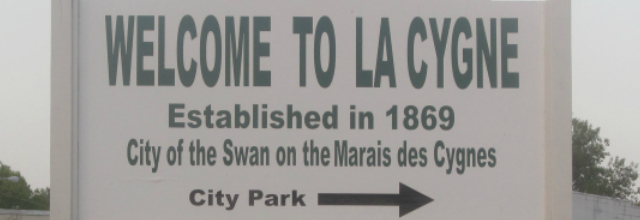 WELCOME TO LA CYGNE
Established in 1869
City of the Swan on the Marais des Cygnes
City Park